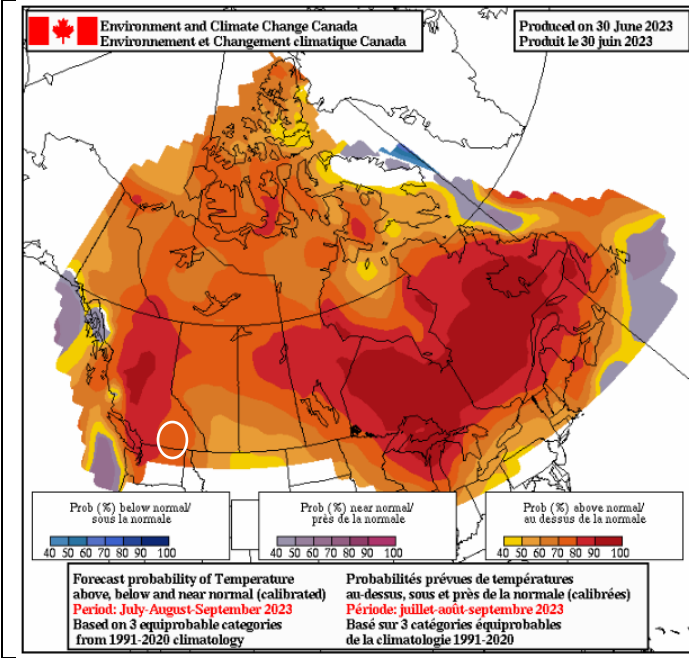 Environment and Climate Change Canada
Environnement et Changement climatique Canada
Produced on 30 June 2023
Produit le 30 juin 2023
Prob (%) below normal/
sous la normale
40 50 60 70 80 90 100
Prob (%) near normal/
près de la normale
40 50 60 70 80 90 100
Prob (%) above normal/
au dessus de la normale
40 50 60 70 80 90 100
Forecast probability of Temperature
above, below and near normal (calibrated)
Period: July-August-September 2023
Based on 3 equiprobable categories
from 1991-2020 climatology
Probabilités prévues de températures
au-dessus, sous et près de la normale (calibrées)
Période: juillet-août-septembre 2023
Basé sur 3 catégories équiprobables
de la climatologie 1991-2020